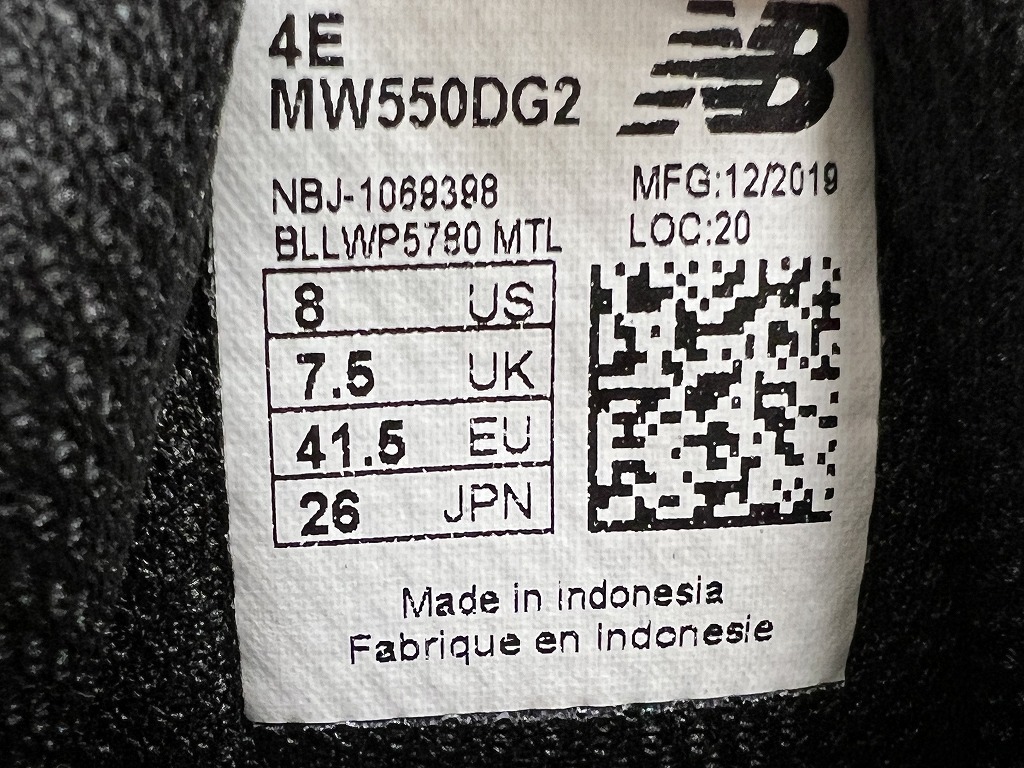 4E
MW550DG2
NB
NBJ-1069398
BLLWP5780 MTL
MFG:12/2019
LOC:20
8 US
7.5 UK
41.5 EU
26 JPN
Made in Indonesia
Fabrique en Indonesie